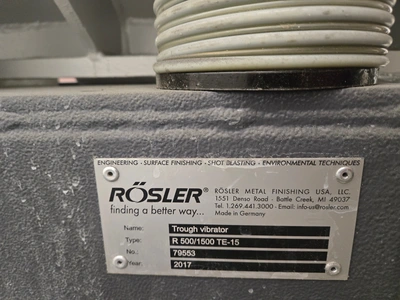 ENGINEERING - SURFACE FINISHING - SHOT BLASTING - ENVIRONMENTAL TECHNIQUES
RÖSLER®
finding a better way...
RÖSLER METAL FINISHING USA, LLC.
1551 Denso Road · Battle Creek, MI 49037
Tel. 1.269.441.3000 · Email: info-us@rosler.com
Made in Germany
Name: Trough vibrator
Type: R 500/1500 TE-15
No.: 79553
Year: 2017